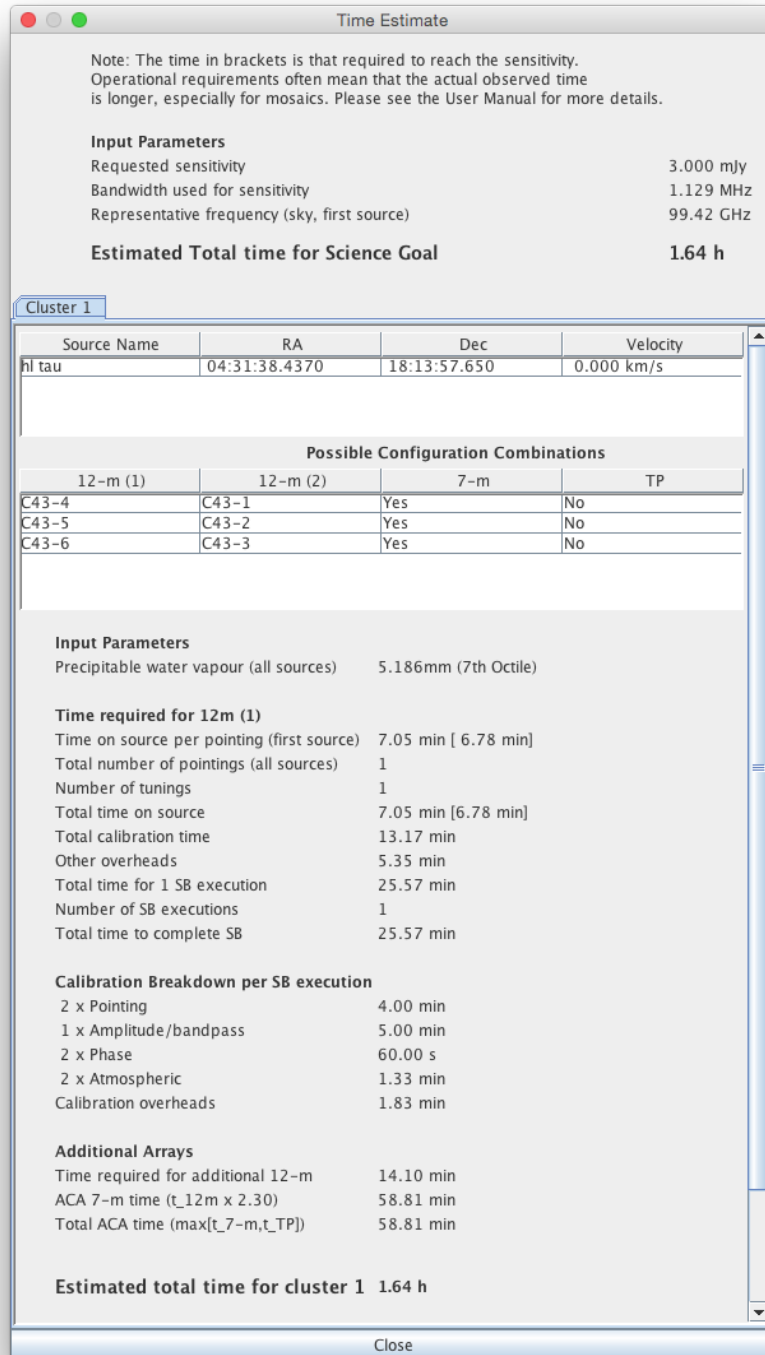 Time Estimate
Note: The time in brackets is that required to reach the sensitivity.
Operational requirements often mean that the actual observed time
is longer, especially for mosaics. Please see the User Manual for more details.
Input Parameters
Requested sensitivity 3.000 mJy
Bandwidth used for sensitivity 1.129 MHz
Representative frequency (sky, first source) 99.42 GHz
Estimated Total time for Science Goal 1.64 h
Cluster 1
Source Name RA Dec Velocity
hl tau 04:31:38.4370 18:13:57.650 0.000 km/s
Possible Configuration Combinations
12-m (1) 12-m (2) 7-m TP
C43-4 C43-1 Yes No
C43-5 C43-2 Yes No
C43-6 C43-3 Yes No
Input Parameters
Precipitable water vapour (all sources) 5.186mm (7th Octile)
Time required for 12m (1)
Time on source per pointing (first source) 7.05 min [ 6.78 min]
Total number of pointings (all sources) 1
Number of tunings 1
Total time on source 7.05 min [6.78 min]
Total calibration time 13.17 min
Other overheads 5.35 min
Total time for 1 SB execution 25.57 min
Number of SB executions 1
Total time to complete SB 25.57 min
Calibration Breakdown per SB execution
2 x Pointing 4.00 min
1 x Amplitude/bandpass 5.00 min
2 x Phase 60.00 s
2 x Atmospheric 1.33 min
Calibration overheads 1.83 min
Additional Arrays
Time required for additional 12-m 14.10 min
ACA 7-m time (t_12m x 2.30) 58.81 min
Total ACA time (max[t_7-m,t_TP]) 58.81 min
Estimated total time for cluster 1 1.64 h
Close